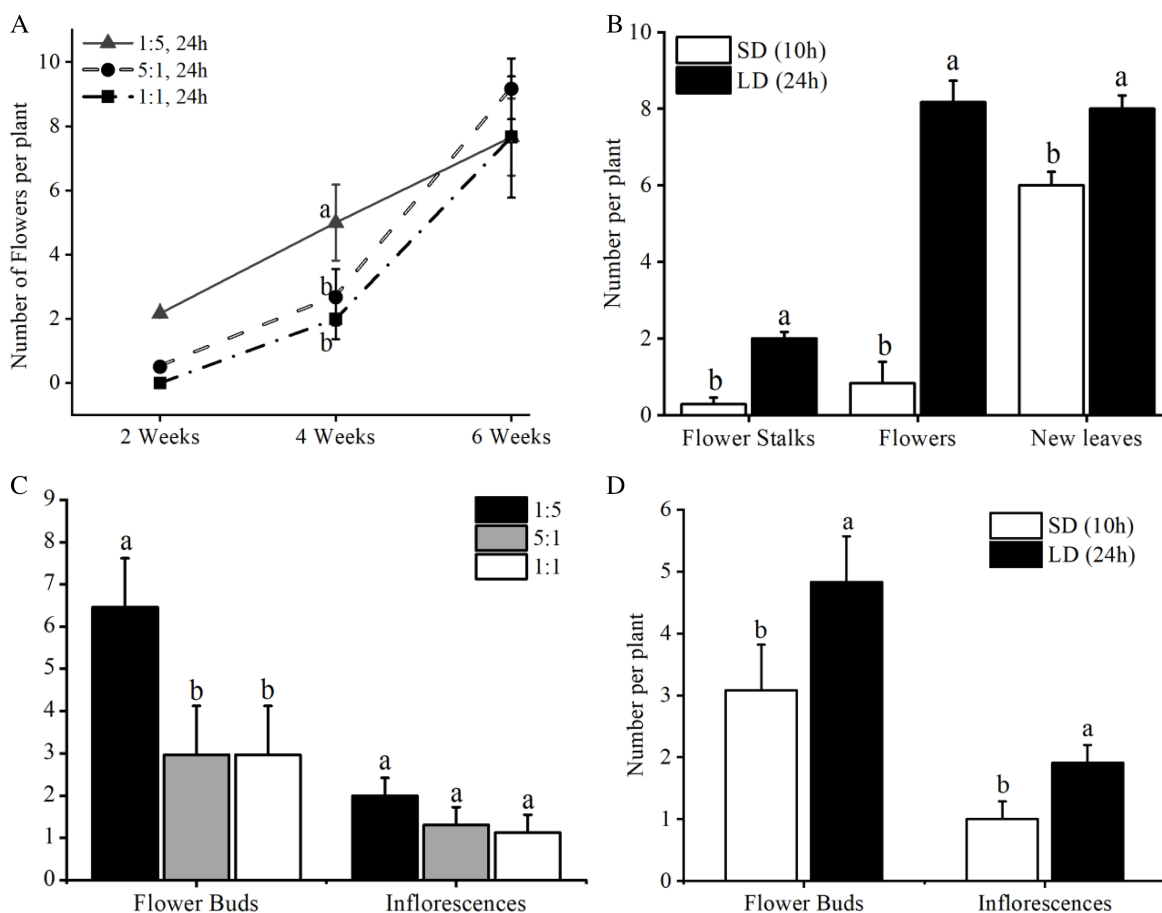 A
1:5, 24h
5:1, 24h
1:1, 24h
Number of Flowers per plant
10
8
6
4
2
0
a
b
b
2 Weeks
4 Weeks
6 Weeks
B
SD (10h)
LD (24h)
Number per plant
10
8
6
4
2
0
b
a
b
a
b
a
Flower Stalks
Flowers
New leaves
C
1:5
5:1
1:1
9
8
7
6
5
4
3
2
1
0
a
b
b
a
a
a
Flower Buds
Inflorescences
D
SD (10h)
LD (24h)
Number per plant
6
5
4
3
2
1
0
b
a
b
a
Flower Buds
Inflorescences